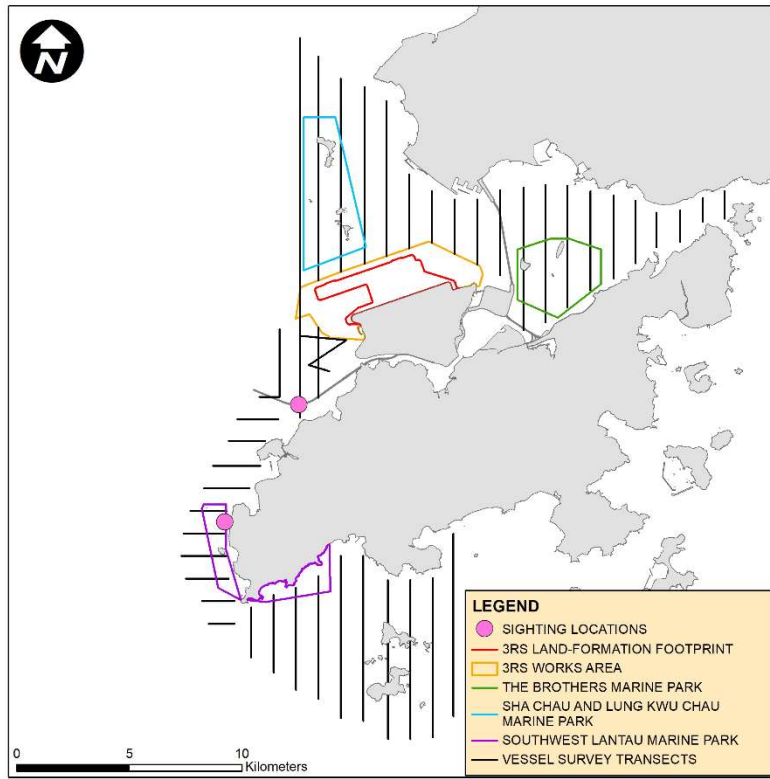 N
LEGEND
SIGHTING LOCATIONS
3RS LAND-FORMATION FOOTPRINT
3RS WORKS AREA
THE BROTHERS MARINE PARK
SHA CHAU AND LUNG KWU CHAU
MARINE PARK
SOUTHWEST LANTAU MARINE PARK
VESSEL SURVEY TRANSECTS
0 5 10
Kilometers